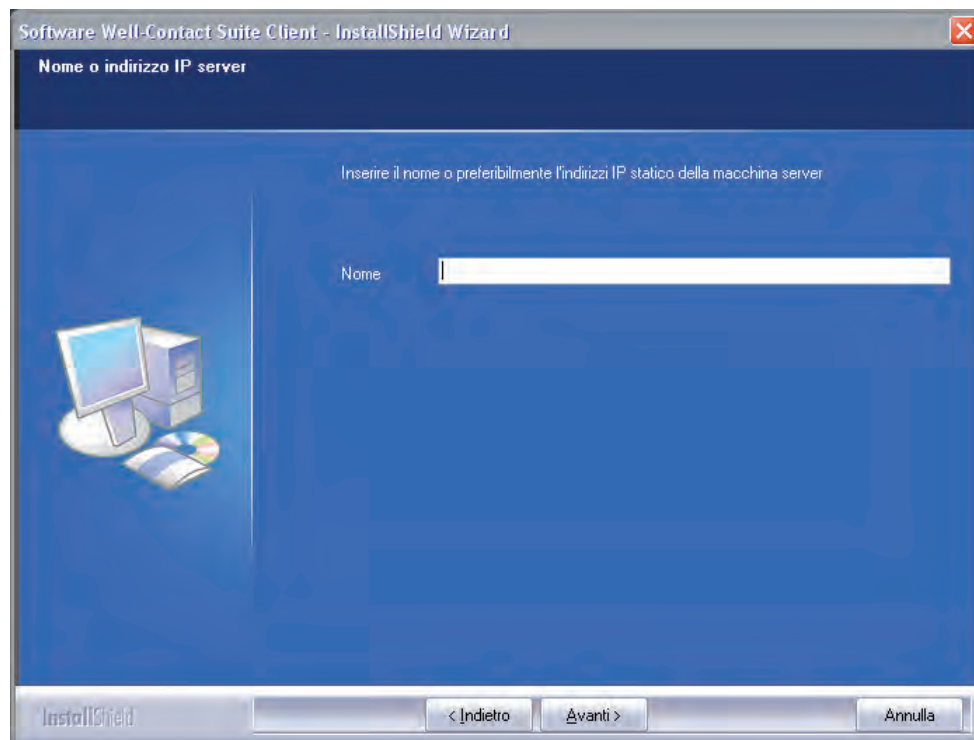 Software Well-Contact Suite Client - InstallShield Wizard
Nome o indirizzo IP server
Inserire il nome o preferibilmente l'indirizzi IP statico della macchina server
Nome
InstallShield
< Indietro
Avanti >
Annulla